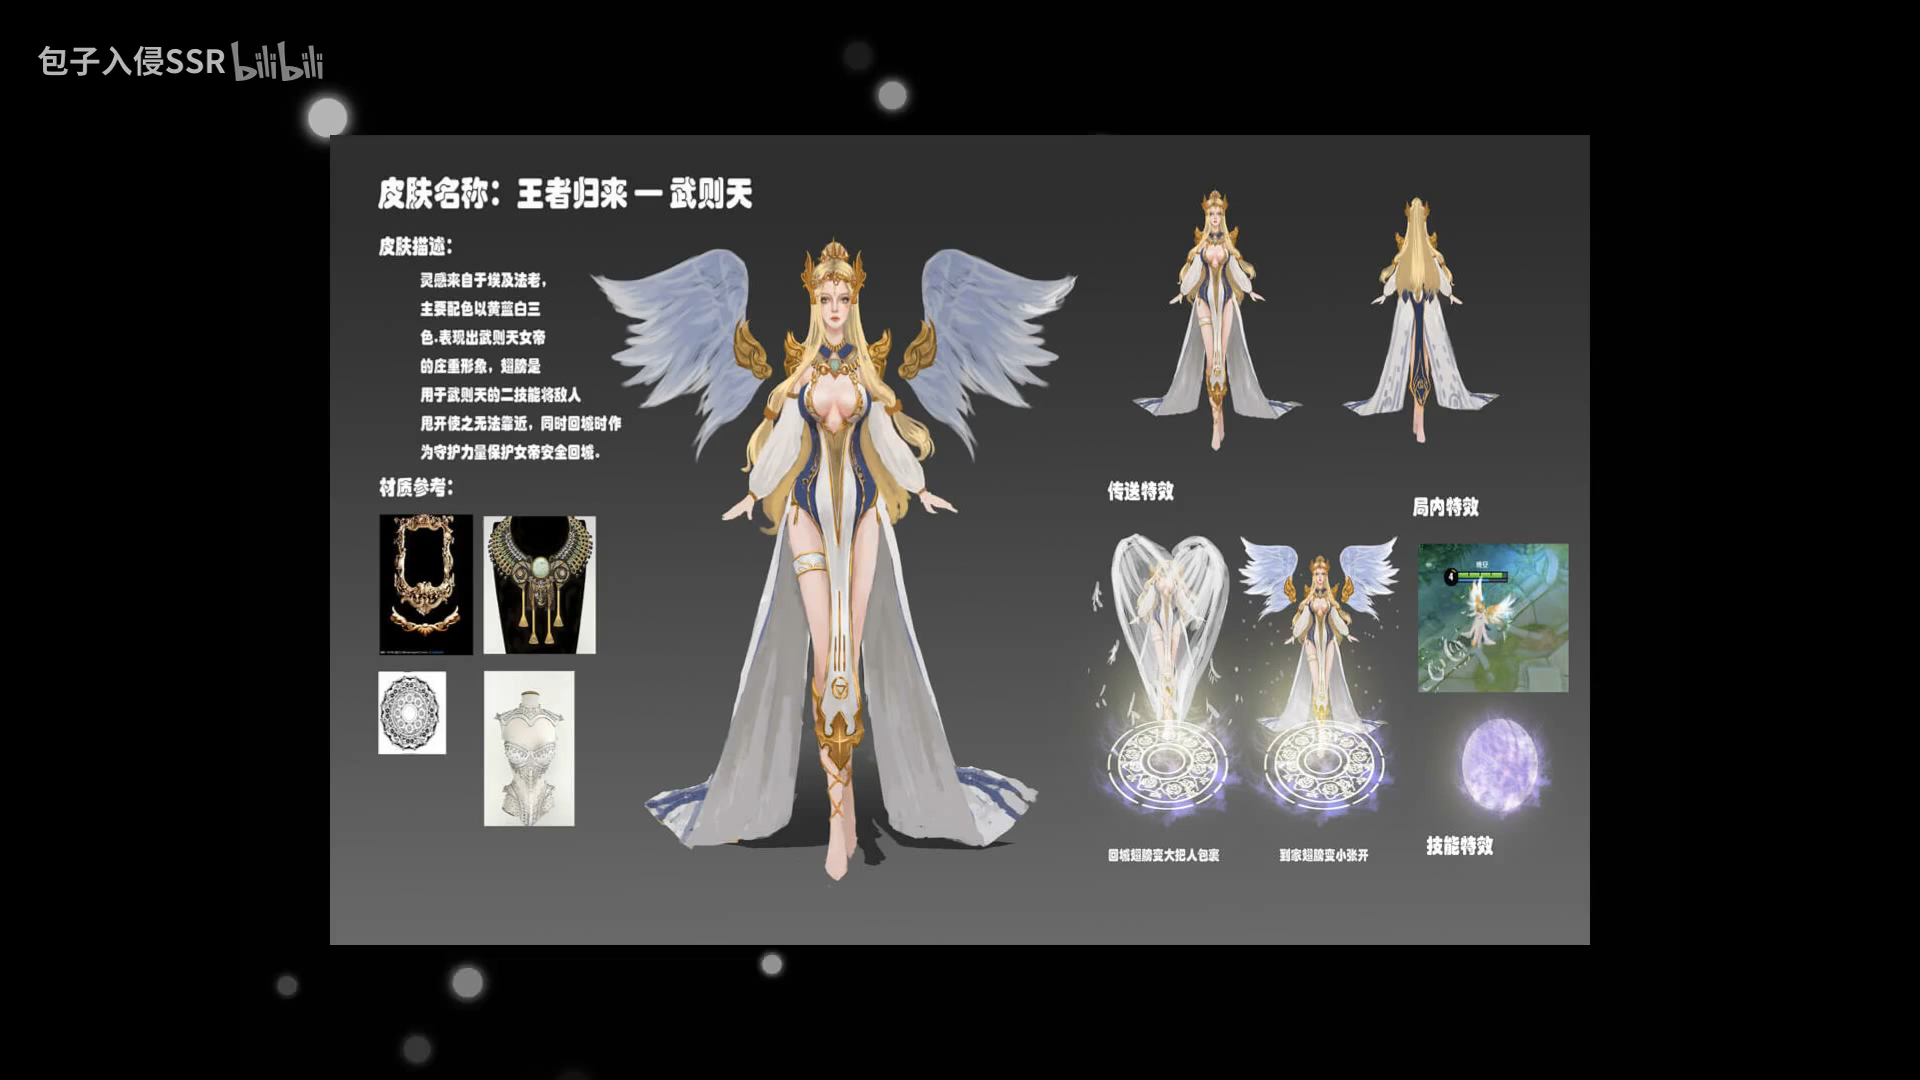 包子入侵SSR bilibili
皮肤名称：王者归来 — 武则天
皮肤描述：
灵感来自于埃及法老，
主要配色以黄蓝白三
色.表现出武则天女帝
的庄重形象，翅膀是
用于武则天的二技能将敌人
甩开使之无法靠近，同时回城时作
为守护力量保护女帝安全回城.
材质参考：
传送特效
局内特效
4
回城翅膀变大把人包裹
到家翅膀变小张开
技能特效